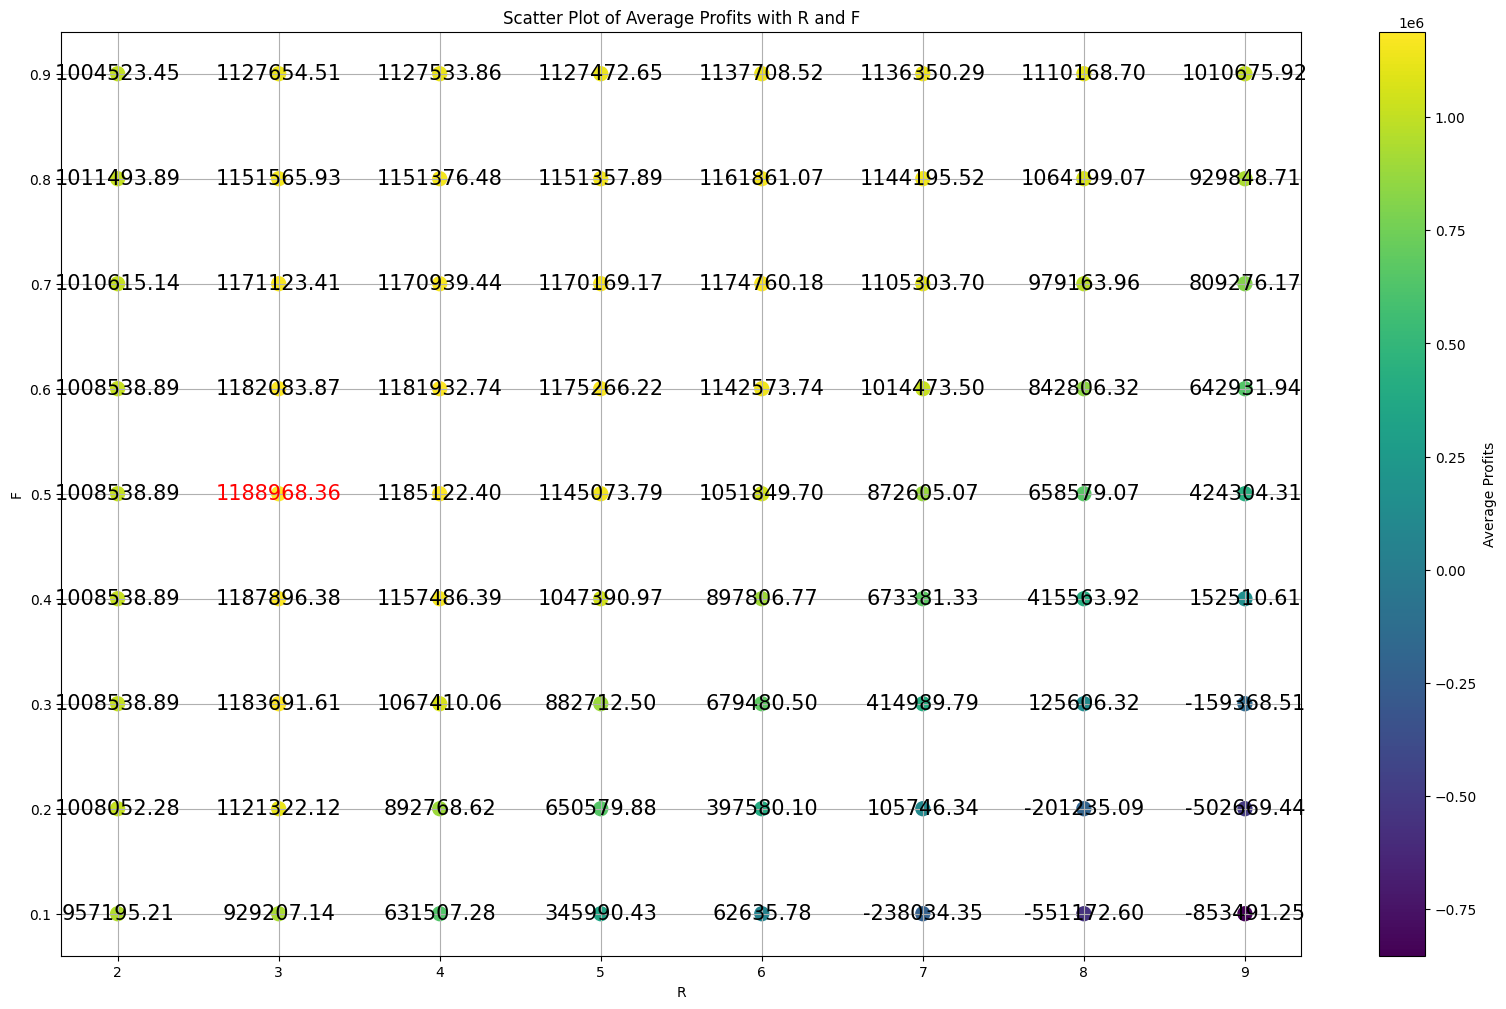 Scatter Plot of Average Profits with R and F
1e6
0.9 1004523.45 1127654.51 1127533.86 1127472.65 1137708.52 1136350.29 1110168.70 1010675.92
0.8 1011493.89 1151565.93 1151376.48 1151357.89 1161861.07 1144195.52 1064199.07 929848.71
0.7 1010615.14 1171123.41 1170939.44 1170169.17 1174760.18 1105303.70 979163.96 809276.17
0.6 1008538.89 1182083.87 1181932.74 1175266.22 1142573.74 1014473.50 842806.32 642931.94
0.5 1008538.89 1188968.36 1185122.40 1145073.79 1051849.70 872605.07 658579.07 424304.31
0.4 1008538.89 1187896.38 1157486.39 1047390.97 897806.77 673381.33 415563.92 152510.61
0.3 1008538.89 1183691.61 1067410.06 882712.50 679480.50 414989.79 125606.32 -159368.51
0.2 1008052.28 1121322.12 892768.62 650579.88 397580.10 105746.34 -201235.09 -502669.44
0.1 957195.21 929207.14 631507.28 345990.43 62635.78 -238034.35 -551172.60 -853491.25
2 3 4 5 6 7 8 9
R
F
1.00
0.75
0.50
0.25
0.00
−0.25
−0.50
−0.75
Average Profits